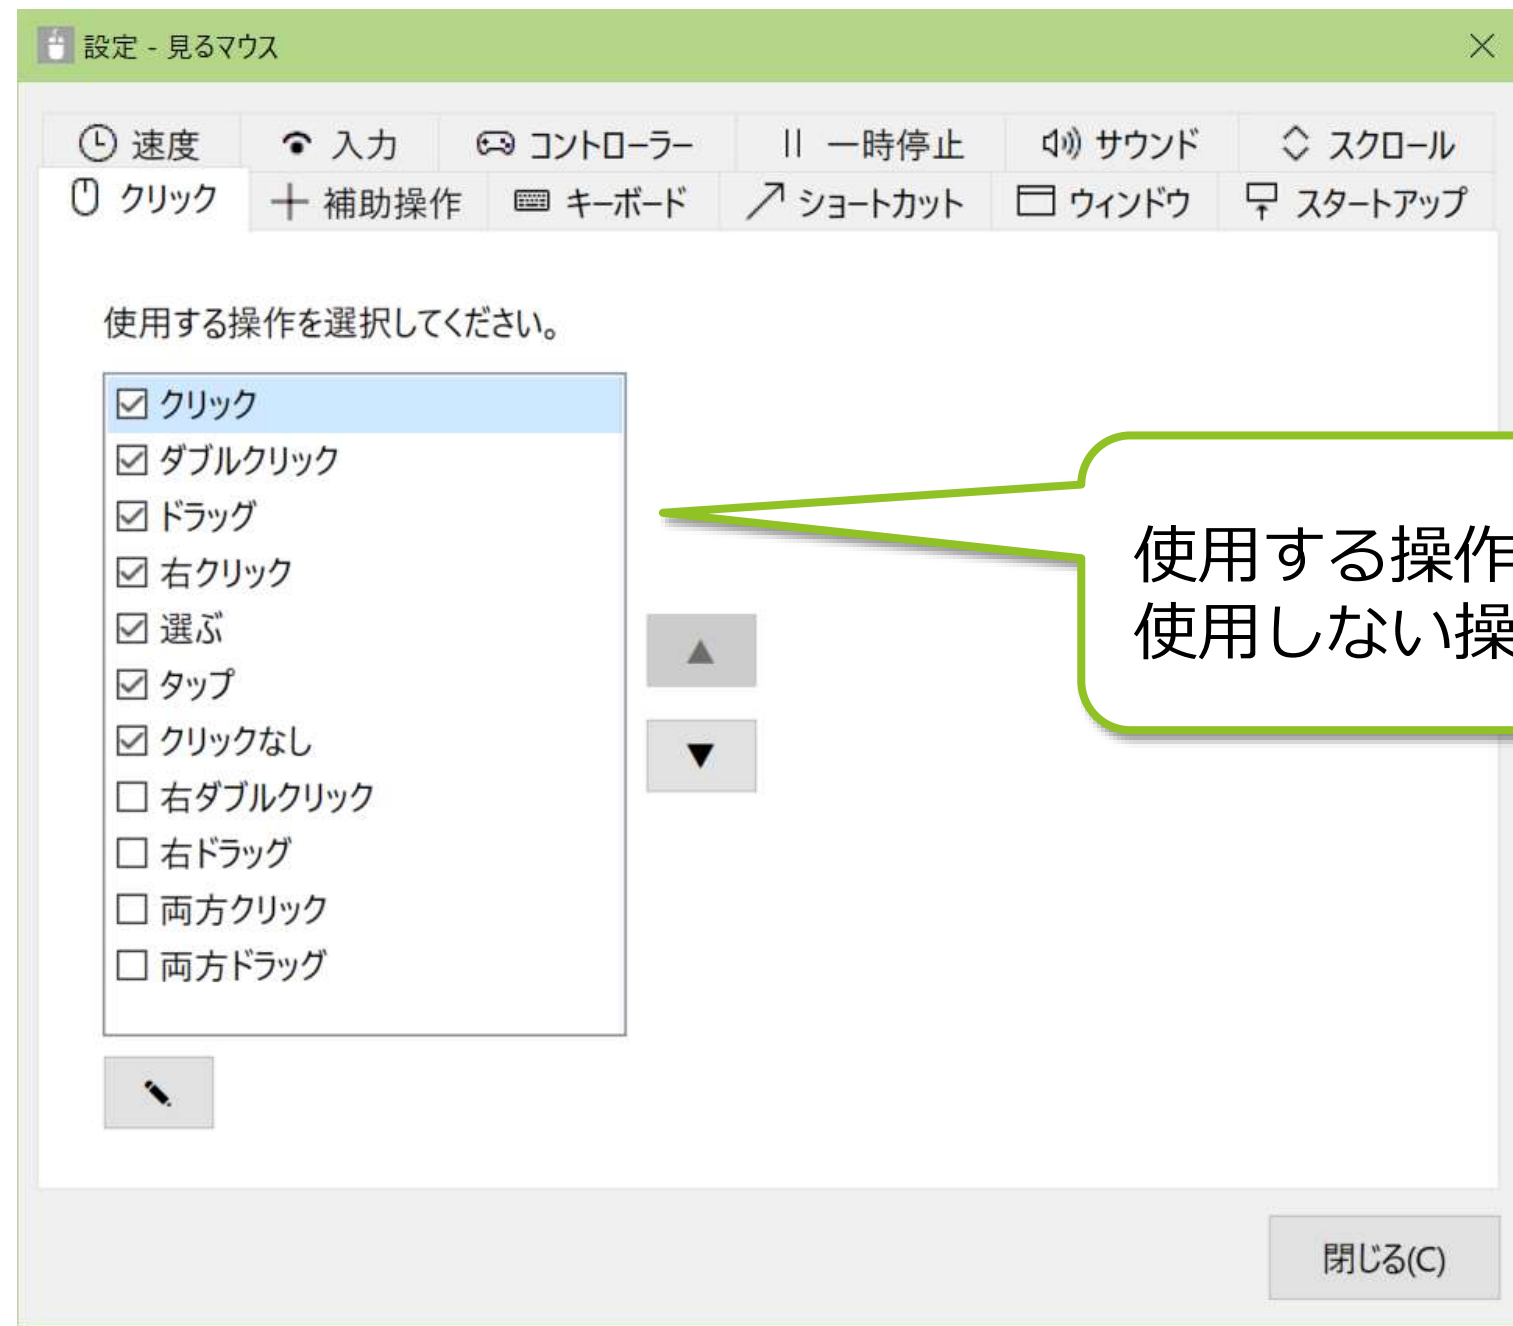 設定 - 見るマウス
速度 入力 コントローラー 一時停止 サウンド スクロール
クリック 補助操作 キーボード ショートカット ウィンドウ スタートアップ
使用する操作を選択してください。
クリック
ダブルクリック
ドラッグ
右クリック
選ぶ
タップ
クリックなし
右ダブルクリック
右ドラッグ
両方クリック
両方ドラッグ
使用する操作
使用しない操
閉じる(C)